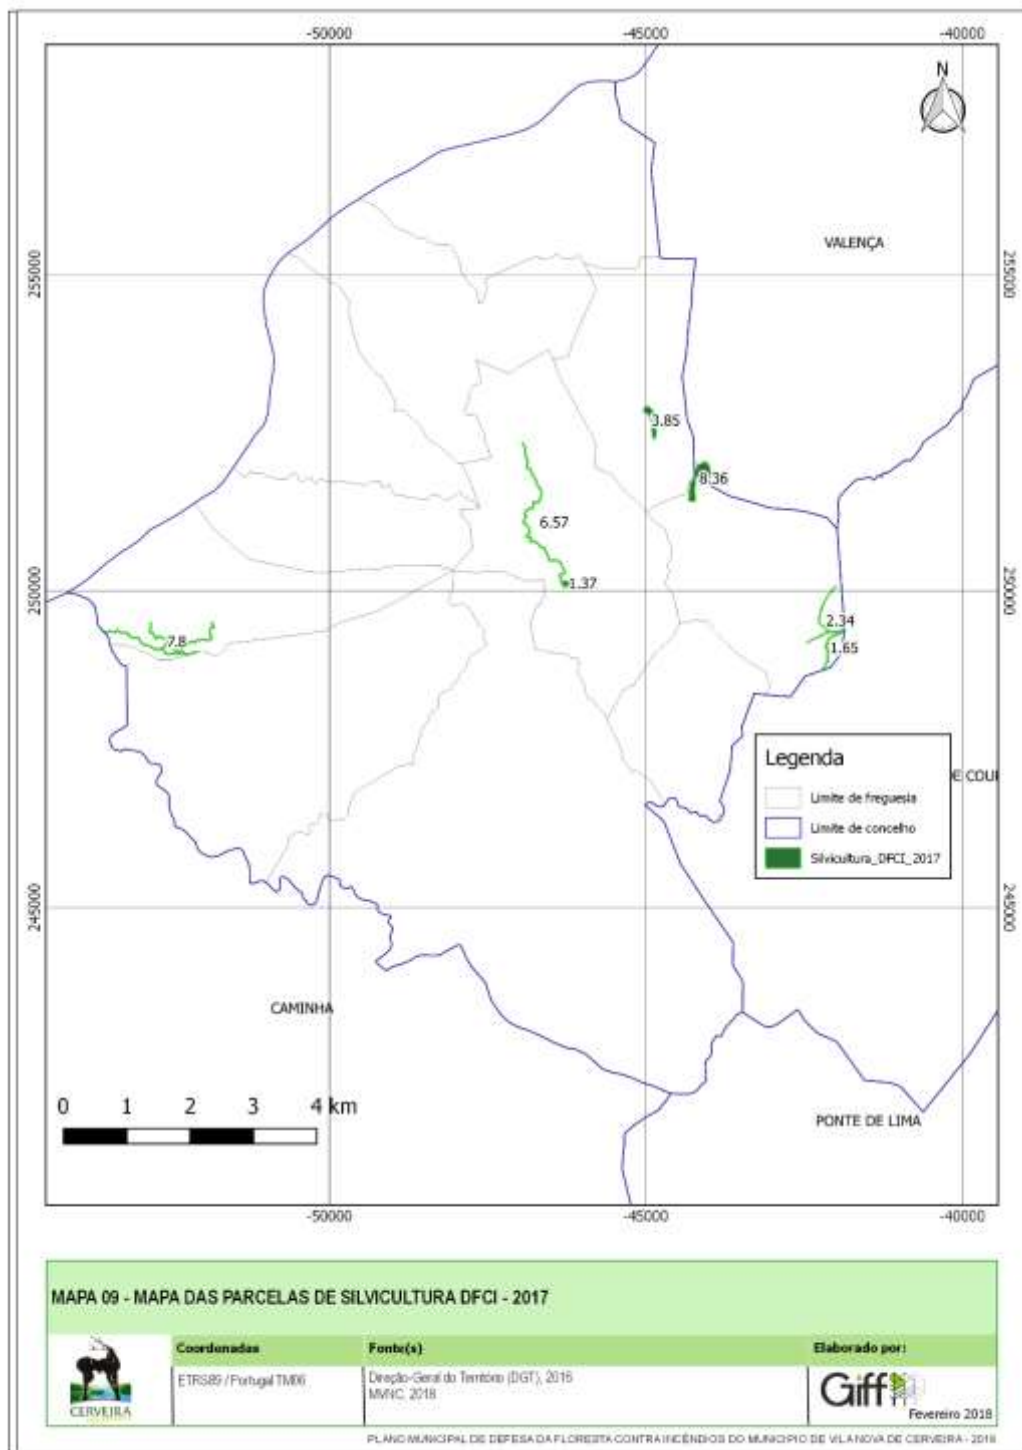 -50000 -45000 -40000
N
VALENÇA
255000 255000
3.85
8.36
6.57
1.37
250000 250000
2.34
7.8
1.65
Legenda
E COU
Limite de freguesia
Limite de concelho
Silvicultura_DFCI_2017
245000 245000
CAMINHA
0 1 2 3 4 km
PONTE DE LIMA
-50000 -45000 -40000
MAPA 09 - MAPA DAS PARCELAS DE SILVICULTURA DFCI - 2017
Coordenadas Fonte(s) Elaborado por:
ETRS89 / Portugal TM06 Direção-Geral do Território (DGT), 2016
MVNC, 2018
CERVEIRA
Giff
Fevereiro 2018
PLANO MUNICIPAL DE DEFESA DA FLORESTA CONTRA INCÊNDIOS DO MUNICIPIO DE VILA NOVA DE CERVEIRA - 2018